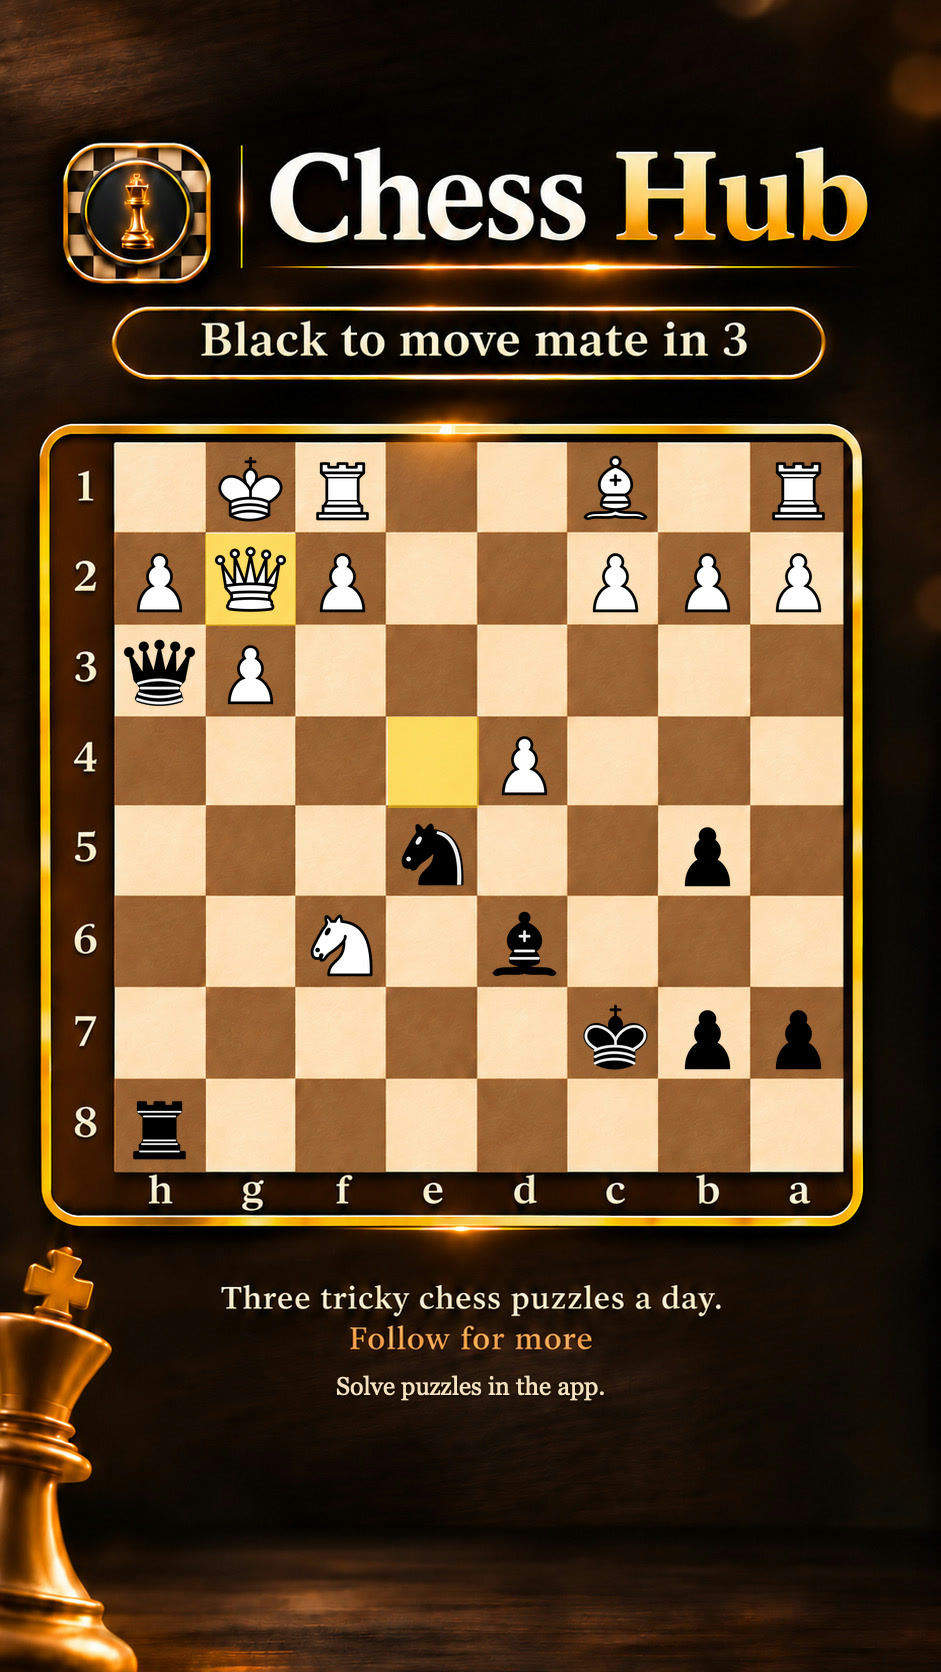 Chess Hub
Black to move mate in 3
1
2
3
4
5
6
7
8
h g f e d c b a
Three tricky chess puzzles a day.
Follow for more
Solve puzzles in the app.